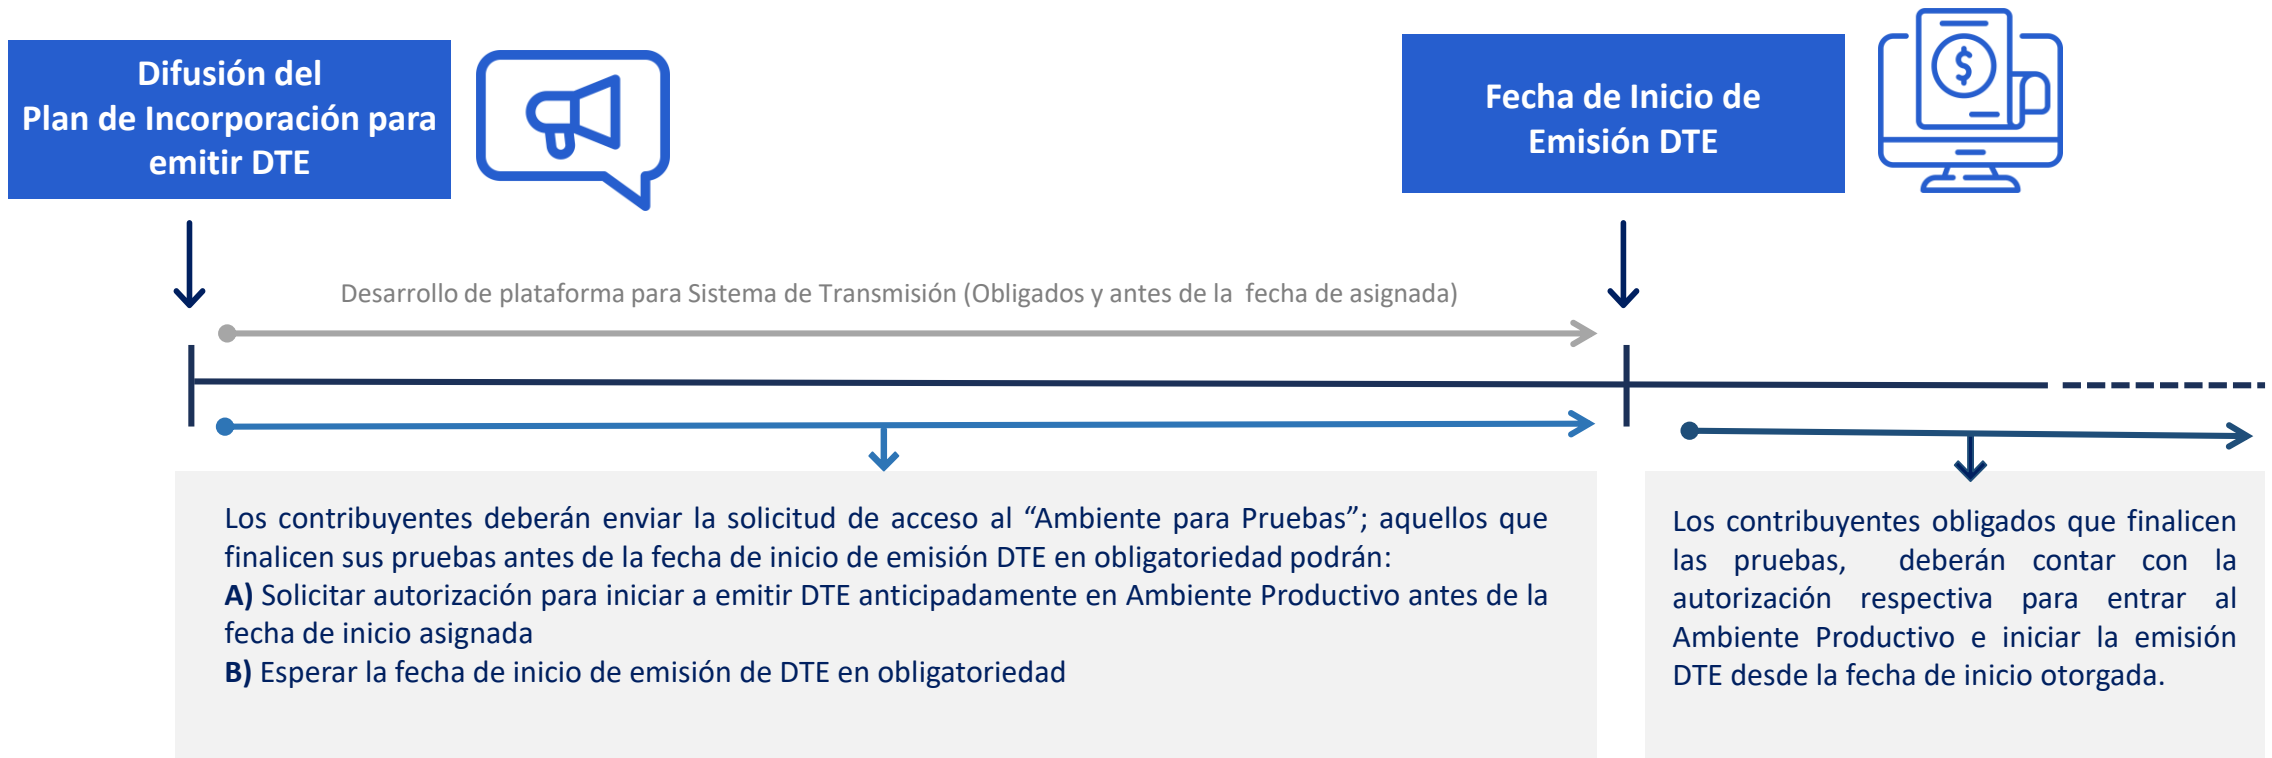 Difusión del
Plan de Incorporación para
emitir DTE
Fecha de Inicio de
Emisión DTE
$
Desarrollo de plataforma para Sistema de Transmisión (Obligados y antes de la fecha de asignada)
Los contribuyentes deberán enviar la solicitud de acceso al “Ambiente para Pruebas”; aquellos que
finalicen sus pruebas antes de la fecha de inicio de emisión DTE en obligatoriedad podrán:
A) Solicitar autorización para iniciar a emitir DTE anticipadamente en Ambiente Productivo antes de la
fecha de inicio asignada
B) Esperar la fecha de inicio de emisión de DTE en obligatoriedad
Los contribuyentes obligados que finalicen
las pruebas, deberán contar con la
autorización respectiva para entrar al
Ambiente Productivo e iniciar la emisión
DTE desde la fecha de inicio otorgada.